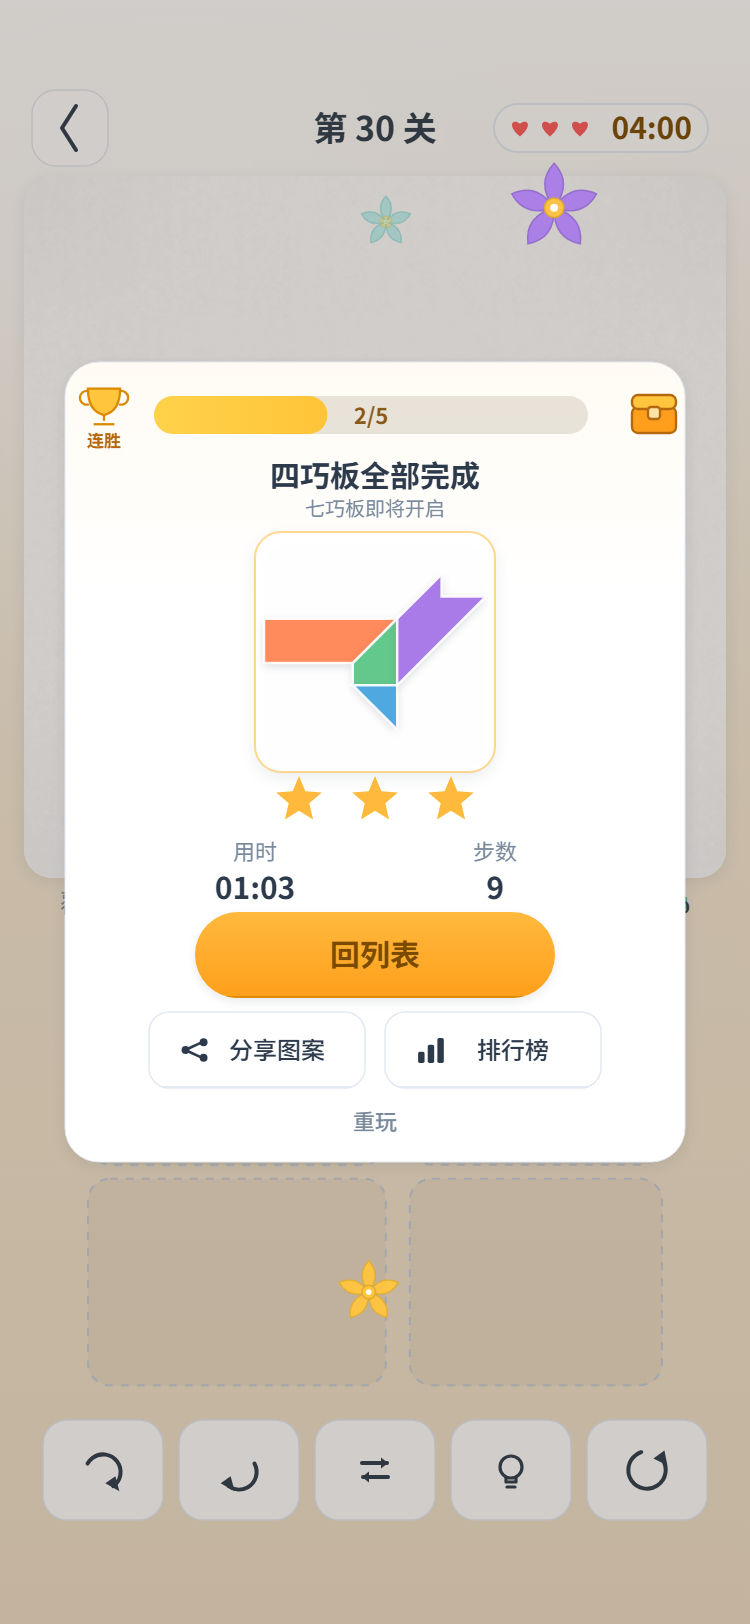 第 30 关
04:00
2/5
连胜
四巧板全部完成
七巧板即将开启
用时
步数
01:03
9
回列表
分享图案
排行榜
重玩